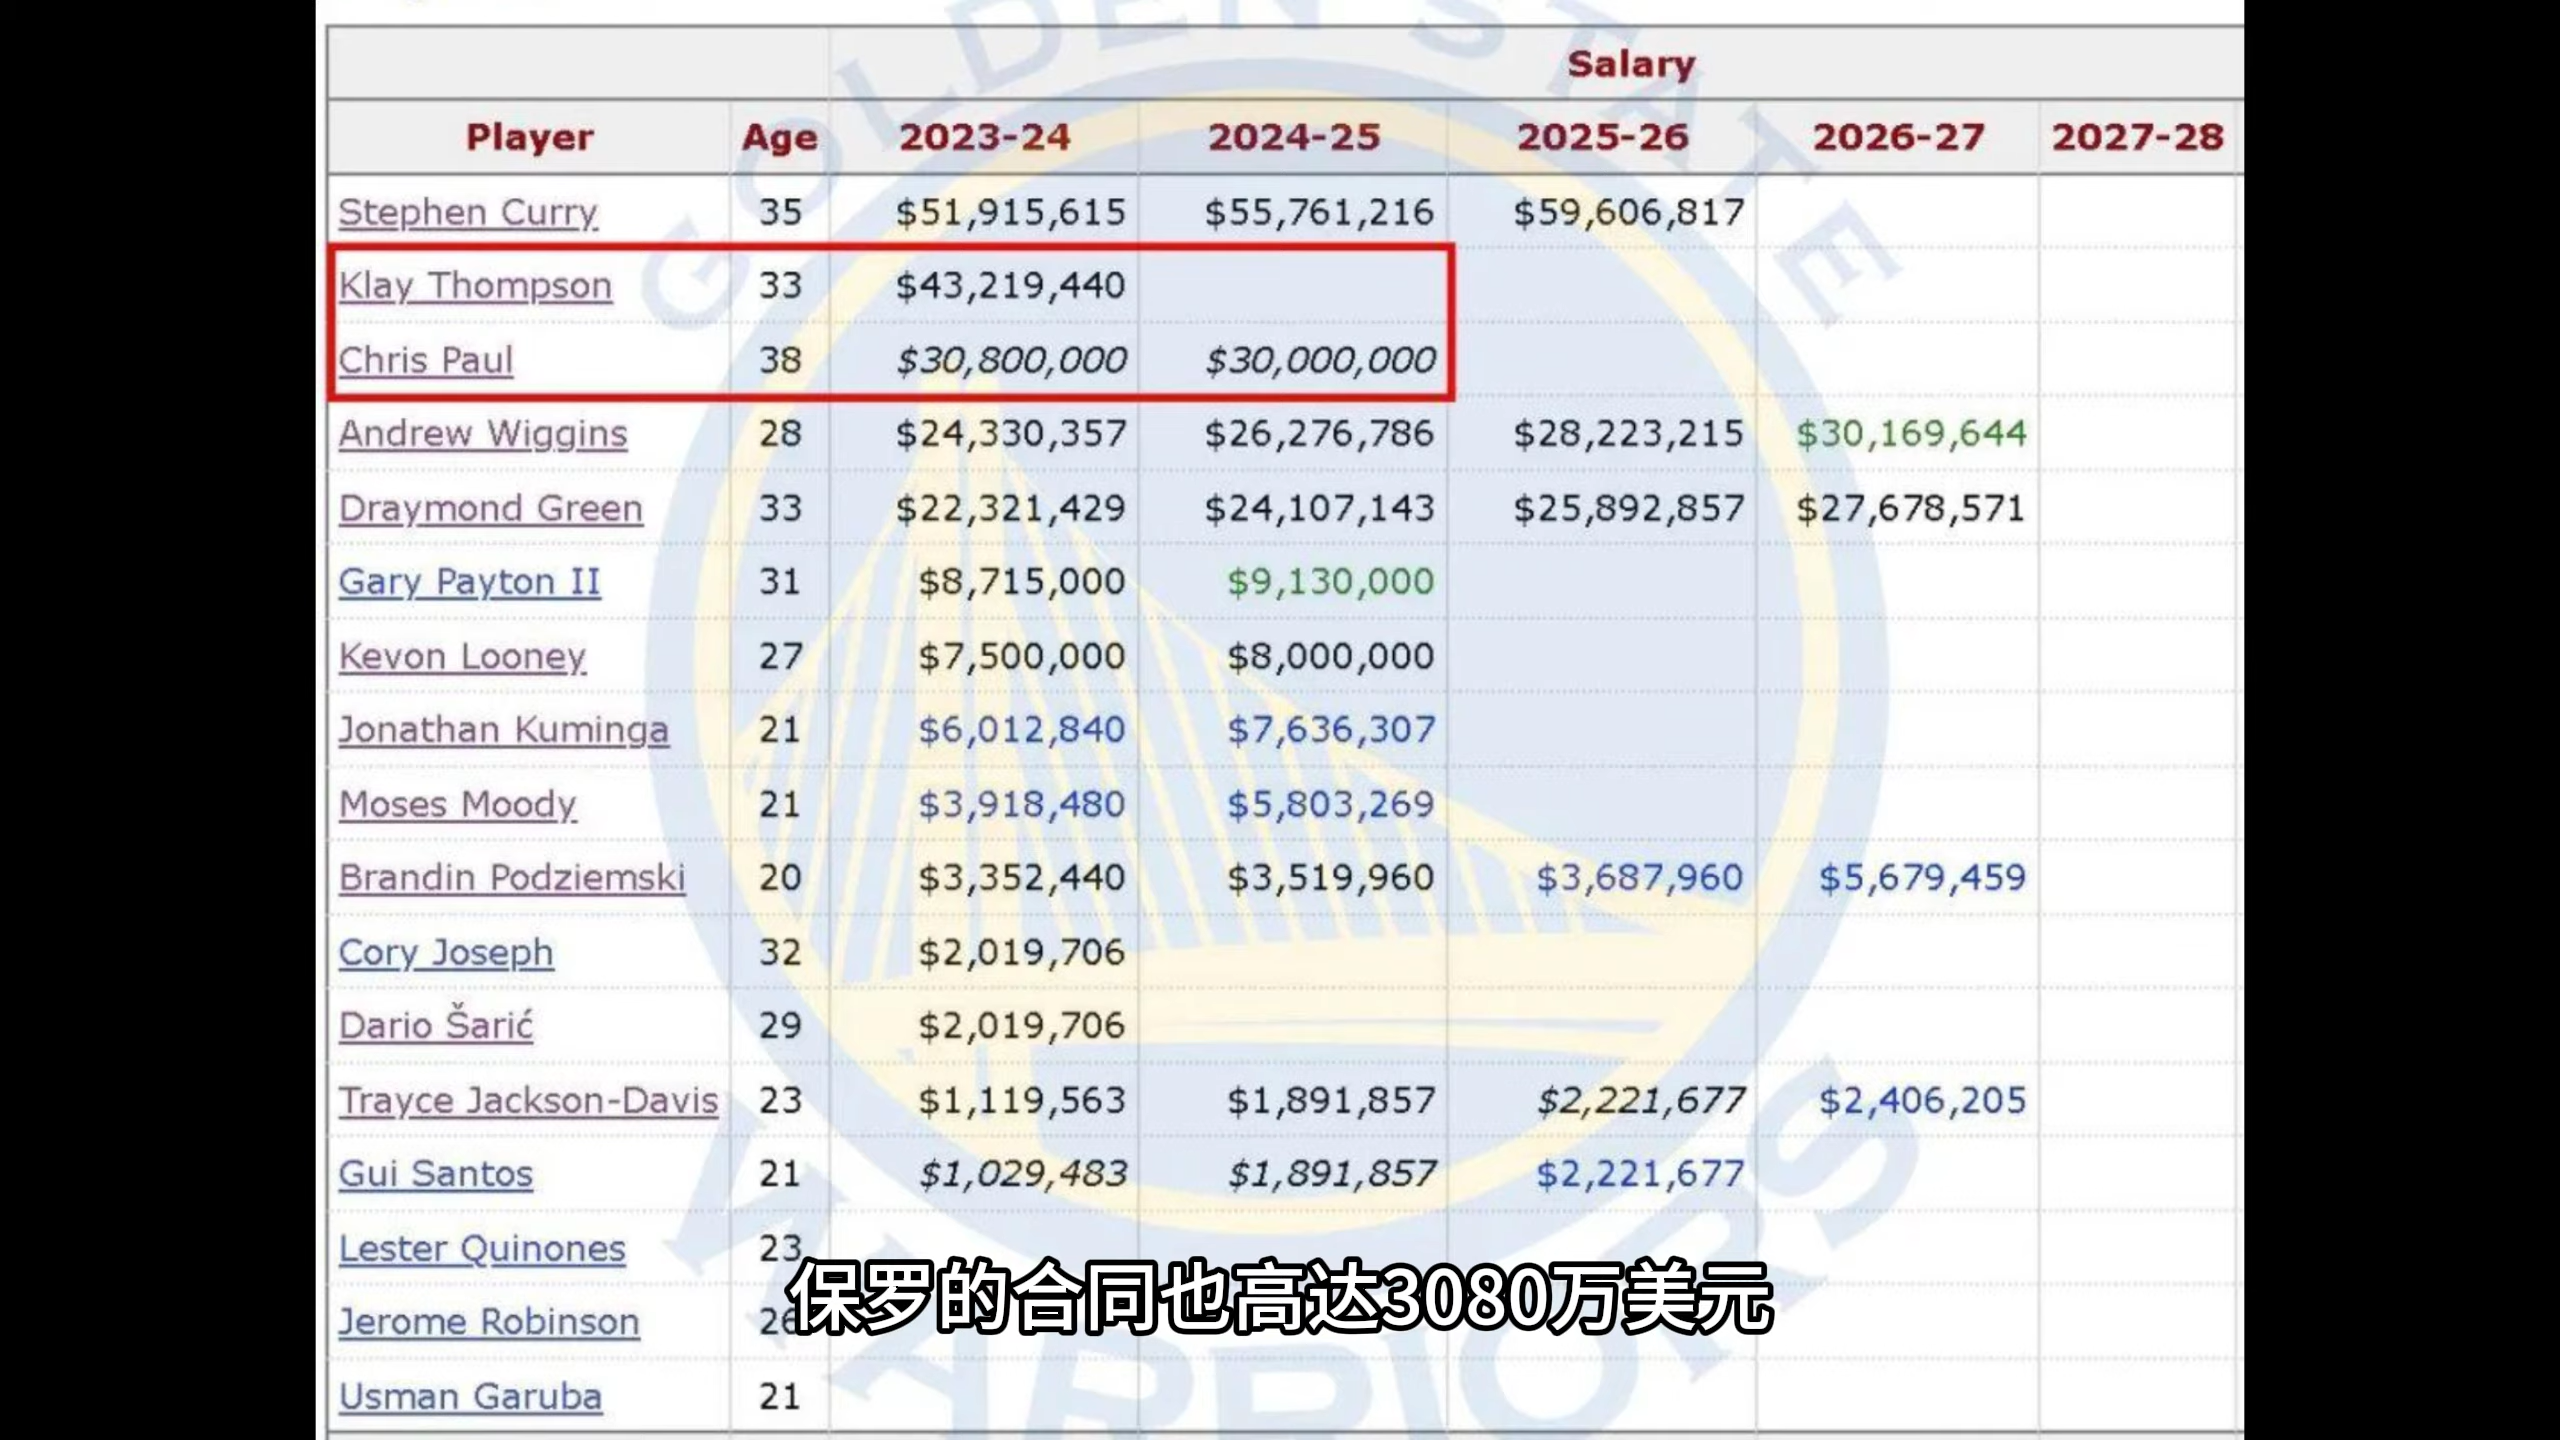 Salary
Player Age 2023-24 2024-25 2025-26 2026-27 2027-28
Stephen Curry 35 $51,915,615 $55,761,216 $59,606,817
Klay Thompson 33 $43,219,440
Chris Paul 38 $30,800,000 $30,000,000
Andrew Wiggins 28 $24,330,357 $26,276,786 $28,223,215 $30,169,644
Draymond Green 33 $22,321,429 $24,107,143 $25,892,857 $27,678,571
Gary Payton II 31 $8,715,000 $9,130,000
Kevon Looney 27 $7,500,000 $8,000,000
Jonathan Kuminga 21 $6,012,840 $7,636,307
Moses Moody 21 $3,918,480 $5,803,269
Brandin Podziemski 20 $3,352,440 $3,519,960 $3,687,960 $5,679,459
Cory Joseph 32 $2,019,706
Dario Šarić 29 $2,019,706
Trayce Jackson-Davis 23 $1,119,563 $1,891,857 $2,221,677 $2,406,205
Gui Santos 21 $1,029,483 $1,891,857 $2,221,677
Lester Quinones 23
Jerome Robinson 26
Usman Garuba 21
保罗的合同也高达3080万美元
GOLDEN STATE
WARRIORS